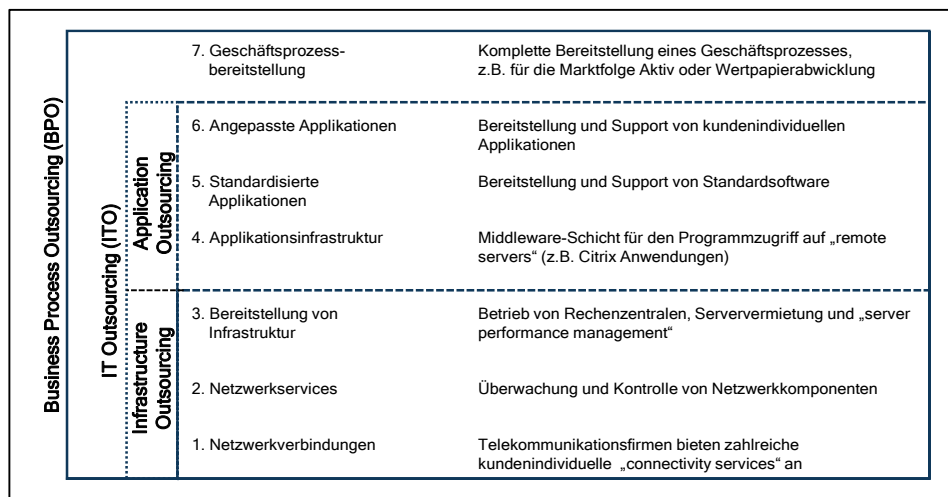 Business Process Outsourcing (BPO)
IT Outsourcing (ITO)
Application
Outsourcing
Infrastructure
Outsourcing
7. Geschäftsprozess-
bereitstellung
Komplette Bereitstellung eines Geschäftsprozesses,
z.B. für die Marktfolge Aktiv oder Wertpapierabwicklung
6. Angepasste Applikationen
Bereitstellung und Support von kundenindividuellen
Applikationen
5. Standardisierte
Applikationen
Bereitstellung und Support von Standardsoftware
4. Applikationsinfrastruktur
Middleware-Schicht für den Programmzugriff auf „remote
servers“ (z.B. Citrix Anwendungen)
3. Bereitstellung von
Infrastruktur
Betrieb von Rechenzentralen, Serververmietung und „server
performance management“
2. Netzwerkservices
Überwachung und Kontrolle von Netzwerkkomponenten
1. Netzwerkverbindungen
Telekommunikationsfirmen bieten zahlreiche
kundenindividuelle „connectivity services“ an